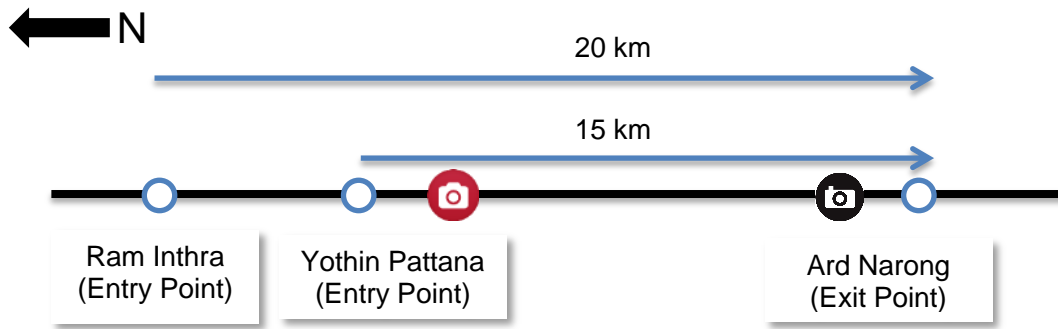 N
20 km
15 km
Ram Inthra
(Entry Point)
Yothin Pattana
(Entry Point)
Ard Narong
(Exit Point)